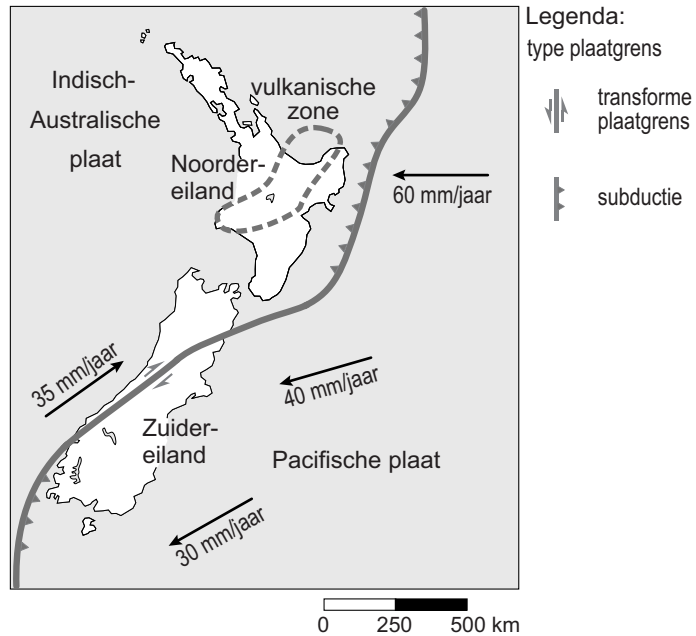 Legenda:
type plaatgrens
transforme
plaatgrens
subductie
Indisch-
Australische
plaat
vulkanische
zone
Noorder-
eiland
60 mm/jaar
35 mm/jaar
40 mm/jaar
Zuider-
eiland
Pacifische plaat
30 mm/jaar
0 250 500 km